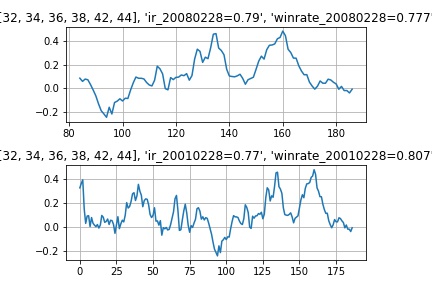 [32, 34, 36, 38, 42, 44], 'ir_20080228=0.79', 'winrate_20080228=0.777'
0.4
0.2
0.0
−0.2
80 100 120 140 160 180
[32, 34, 36, 38, 42, 44], 'ir_20010228=0.77', 'winrate_20010228=0.807'
0.4
0.2
0.0
−0.2
0 25 50 75 100 125 150 175